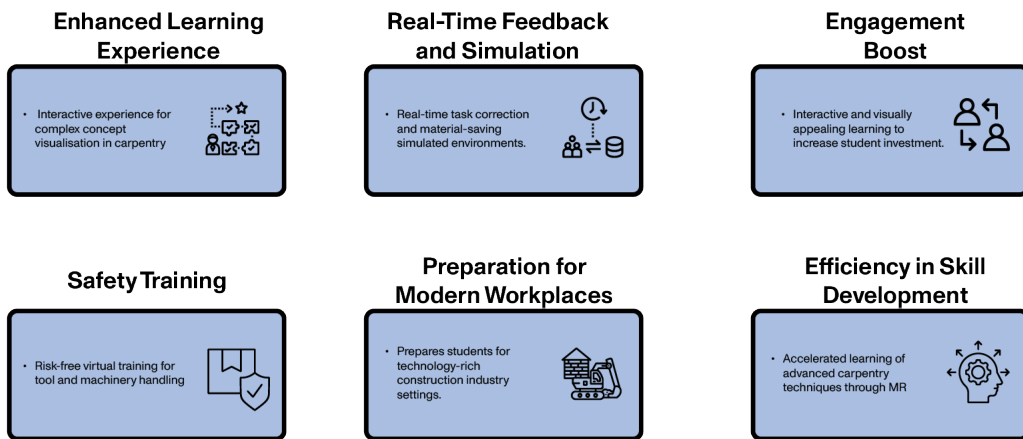 Enhanced Learning
Experience
• Interactive experience for
complex concept
visualisation in carpentry
Real-Time Feedback
and Simulation
• Real-time task correction
and material-saving
simulated environments.
Engagement
Boost
• Interactive and visually
appealing learning to
increase student investment.
Safety Training
• Risk-free virtual training for
tool and machinery handling
Preparation for
Modern Workplaces
• Prepares students for
technology-rich
construction industry
settings.
Efficiency in Skill
Development
• Accelerated learning of
advanced carpentry
techniques through MR